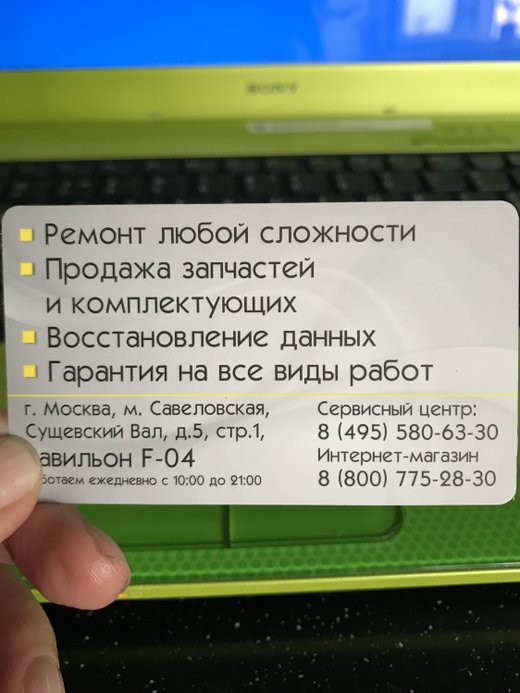 SONY
Ремонт любой сложности
Продажа запчастей
и комплектующих
Восстановление данных
Гарантия на все виды работ
г. Москва, м. Савеловская,
Сущевский Вал, д.5, стр.1,
авильон F-04
ботаем ежедневно с 10:00 до 21:00
Сервисный центр:
8 (495) 580-63-30
Интернет-магазин
8 (800) 775-28-30